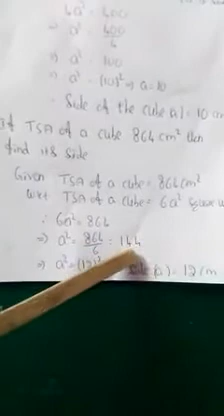 6a² = 600
⇒ a² = 600/6
⇒ a² = 100
⇒ a² = (10)² ⇒ a = 10
∴ Side of the cube (a) = 10 cm
If TSA of a cube 864 cm² then
find its side
Given TSA of a cube = 864 cm²
WKT TSA of a cube = 6a² square
∴ 6a² = 864
⇒ a² = 864/6 = 144
⇒ a² = (12)² side (a) = 12 cm